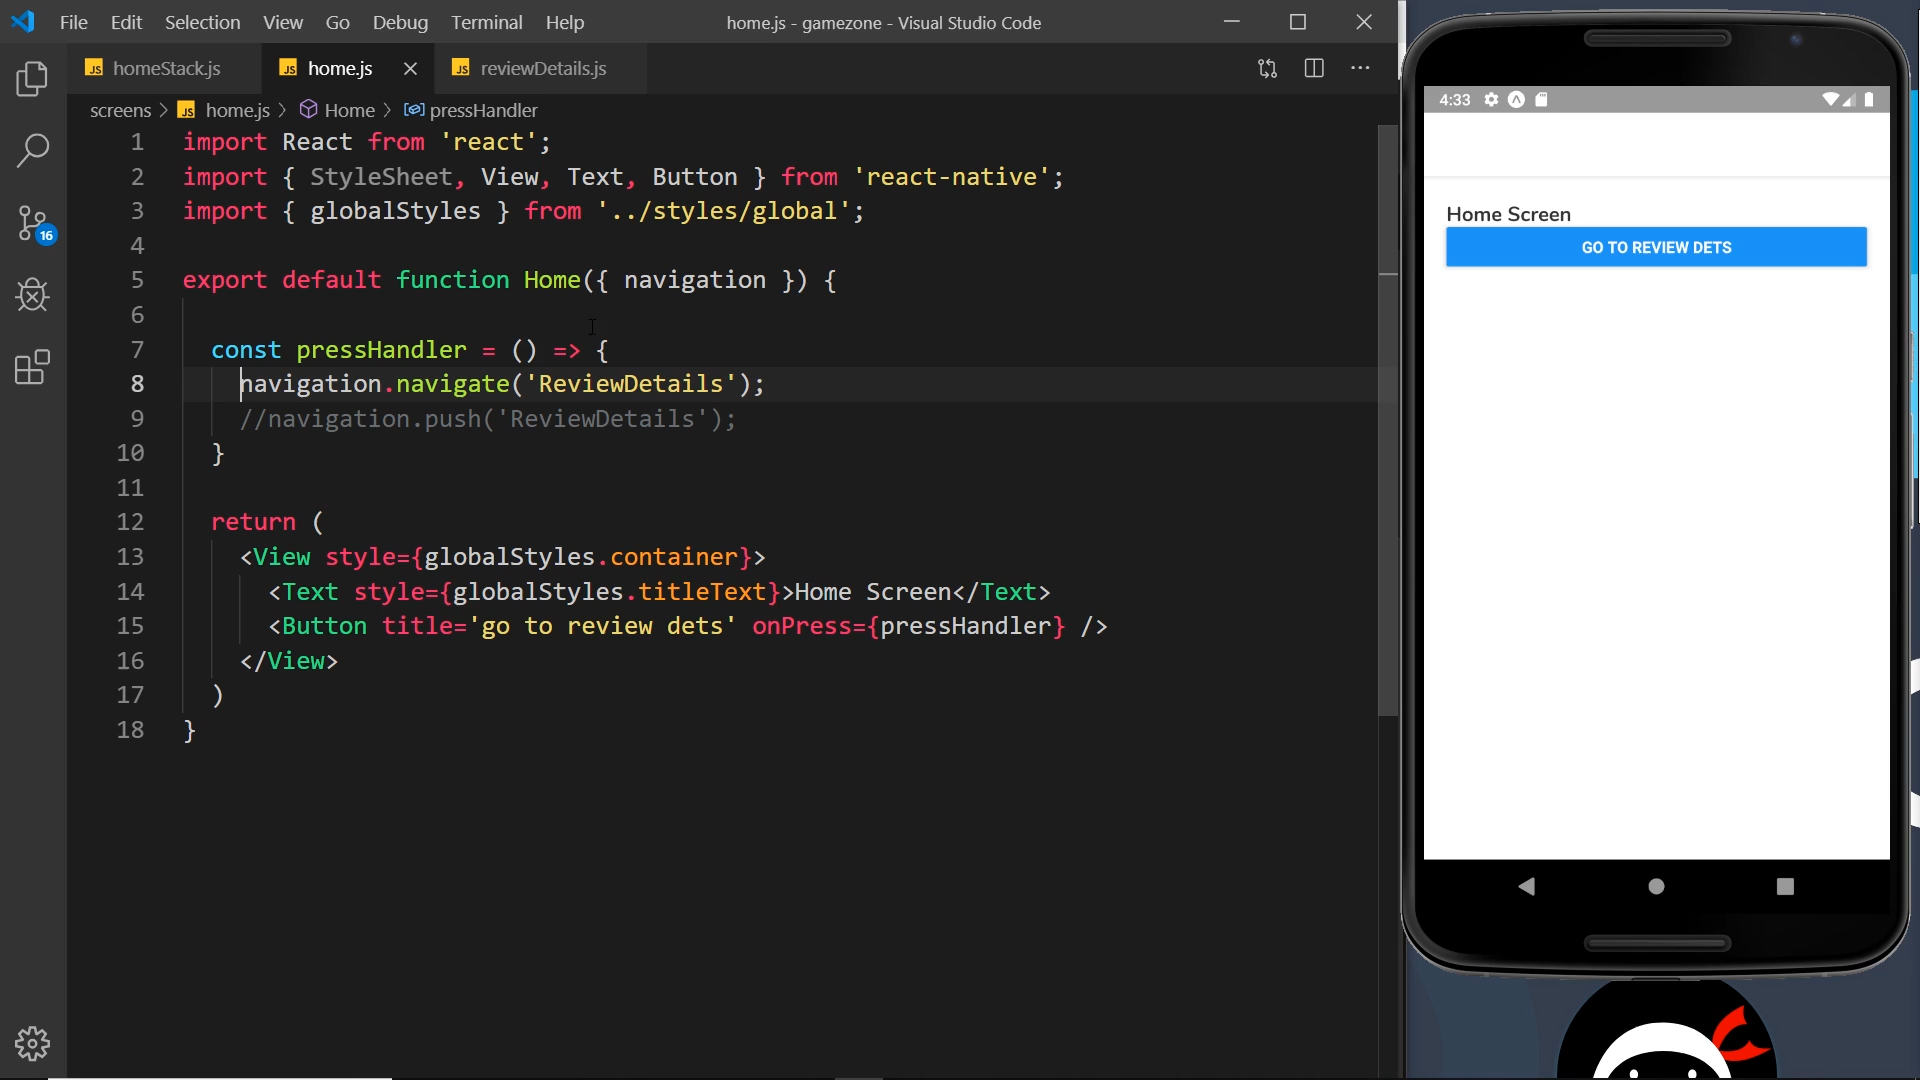 File Edit Selection View Go Debug Terminal Help
home.js - gamezone - Visual Studio Code
JS homeStack.js
JS home.js
JS reviewDetails.js
screens > JS home.js > Home > pressHandler
1 import React from 'react';
2 import { StyleSheet, View, Text, Button } from 'react-native';
3 import { globalStyles } from '../styles/global';
4
5 export default function Home({ navigation }) {
6
7 const pressHandler = () => {
8 navigation.navigate('ReviewDetails');
9 //navigation.push('ReviewDetails');
10 }
11
12 return (
13 <View style={globalStyles.container}>
14 <Text style={globalStyles.titleText}>Home Screen</Text>
15 <Button title='go to review dets' onPress={pressHandler} />
16 </View>
17 )
18 }
16
4:33
Home Screen
GO TO REVIEW DETS